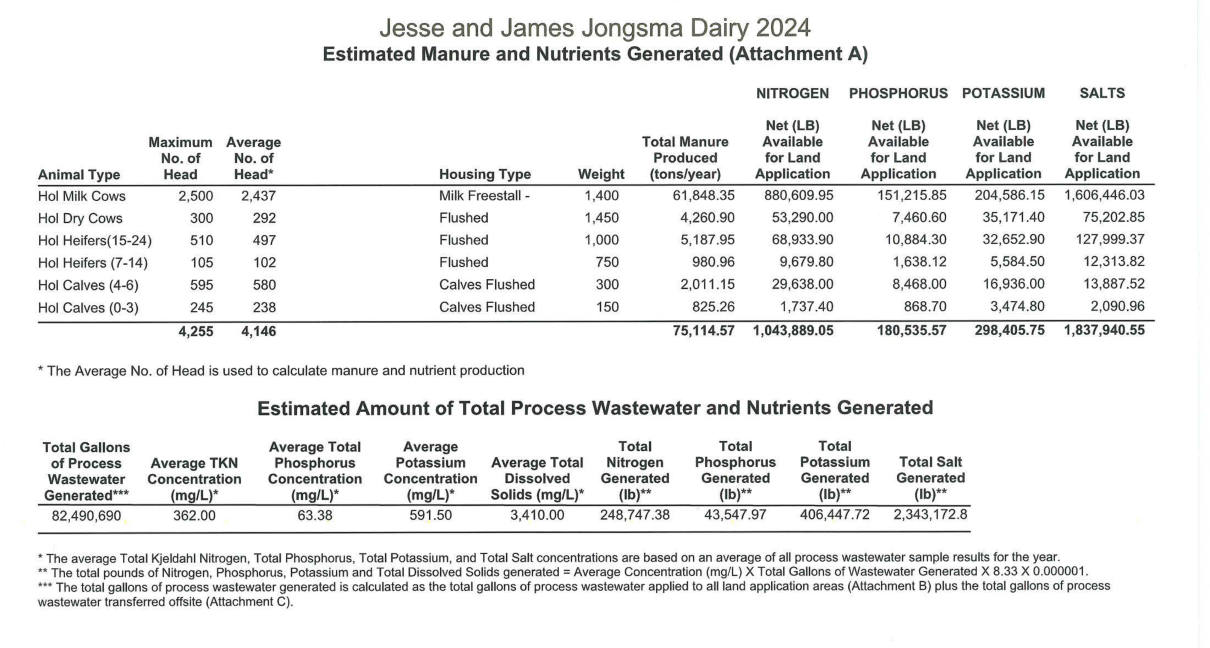 Jesse and James Jongsma Dairy 2024
Estimated Manure and Nutrients Generated (Attachment A)
NITROGEN PHOSPHORUS POTASSIUM SALTS
Net (LB) Net (LB) Net (LB) Net (LB)
Maximum Average Total Manure Available Available Available Available
No. of No. of Produced for Land for Land for Land for Land
Animal Type Head Head* Housing Type Weight (tons/year) Application Application Application Application
Hol Milk Cows 2,500 2,437 Milk Freestall - 1,400 61,848.35 880,609.95 151,215.85 204,586.15 1,606,446.03
Hol Dry Cows 300 292 Flushed 1,450 4,260.90 53,290.00 7,460.60 35,171.40 75,202.85
Hol Heifers(15-24) 510 497 Flushed 1,000 5,187.95 68,933.90 10,884.30 32,652.90 127,999.37
Hol Heifers (7-14) 105 102 Flushed 750 980.96 9,679.80 1,638.12 5,584.50 12,313.82
Hol Calves (4-6) 595 580 Calves Flushed 300 2,011.15 29,638.00 8,468.00 16,936.00 13,887.52
Hol Calves (0-3) 245 238 Calves Flushed 150 825.26 1,737.40 868.70 3,474.80 2,090.96
4,255 4,146 75,114.57 1,043,889.05 180,535.57 298,405.75 1,837,940.55
* The Average No. of Head is used to calculate manure and nutrient production
Estimated Amount of Total Process Wastewater and Nutrients Generated
Total Gallons Average Total Average Total Total Total
of Process Average TKN Phosphorus Potassium Average Total Nitrogen Phosphorus Potassium Total Salt
Wastewater Concentration Concentration Concentration Dissolved Generated Generated Generated Generated
Generated*** (mg/L)* (mg/L)* (mg/L)* Solids (mg/L)* (lb)** (lb)** (lb)** (lb)**
82,490,690 362.00 63.38 591.50 3,410.00 248,747.38 43,547.97 406,447.72 2,343,172.8
* The average Total Kjeldahl Nitrogen, Total Phosphorus, Total Potassium, and Total Salt concentrations are based on an average of all process wastewater sample results for the year.
** The total pounds of Nitrogen, Phosphorus, Potassium and Total Dissolved Solids generated = Average Concentration (mg/L) X Total Gallons of Wastewater Generated X 8.33 X 0.000001.
*** The total gallons of process wastewater generated is calculated as the total gallons of process wastewater applied to all land application areas (Attachment B) plus the total gallons of process
wastewater transferred offsite (Attachment C).